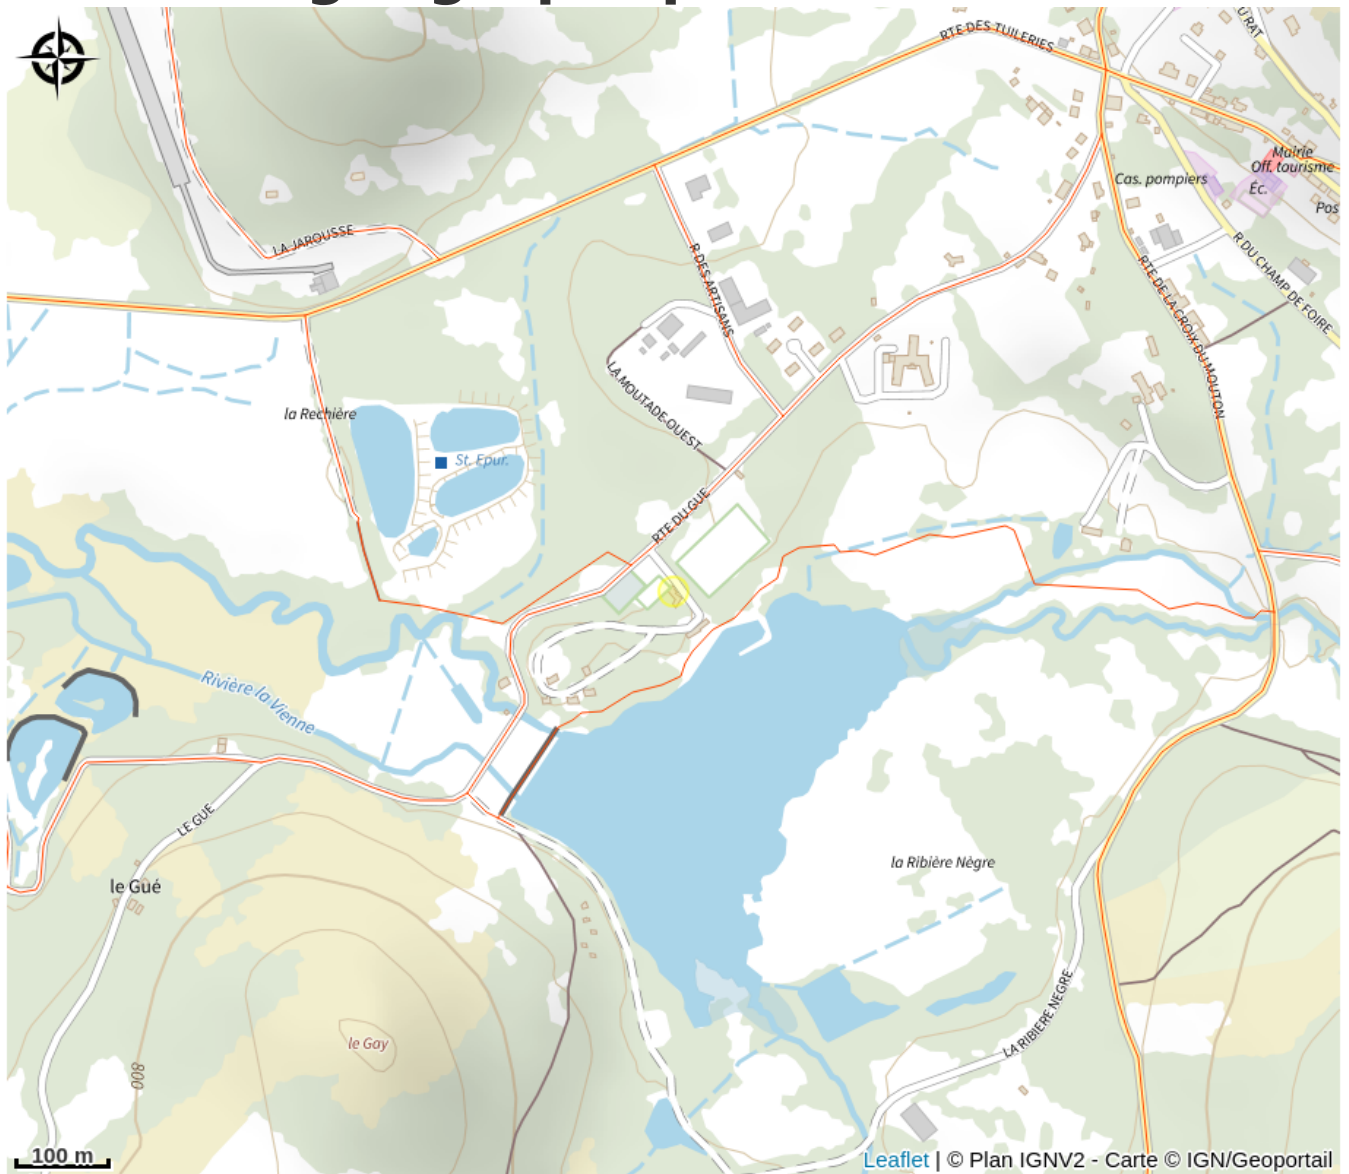 RTE DES TUILERIES
U RAT
Mairie
Off. tourisme
Cas. pompiers
Éc.
Pos
LA JAROUSSE
R DES ARTISANS
R DU CHAMP DE FOIRE
RTE DE LA CROIX DU MOUTON
LA MOUTADE-OUEST
la Rechière
St. Epur.
RTE DU GUE
Rivière la Vienne
LE GUE
le Gué
la Ribière Nègre
LA RIBIERE NEGRE
le Gay
800
100 m
Leaflet | © Plan IGNV2 - Carte © IGN/Geoportail